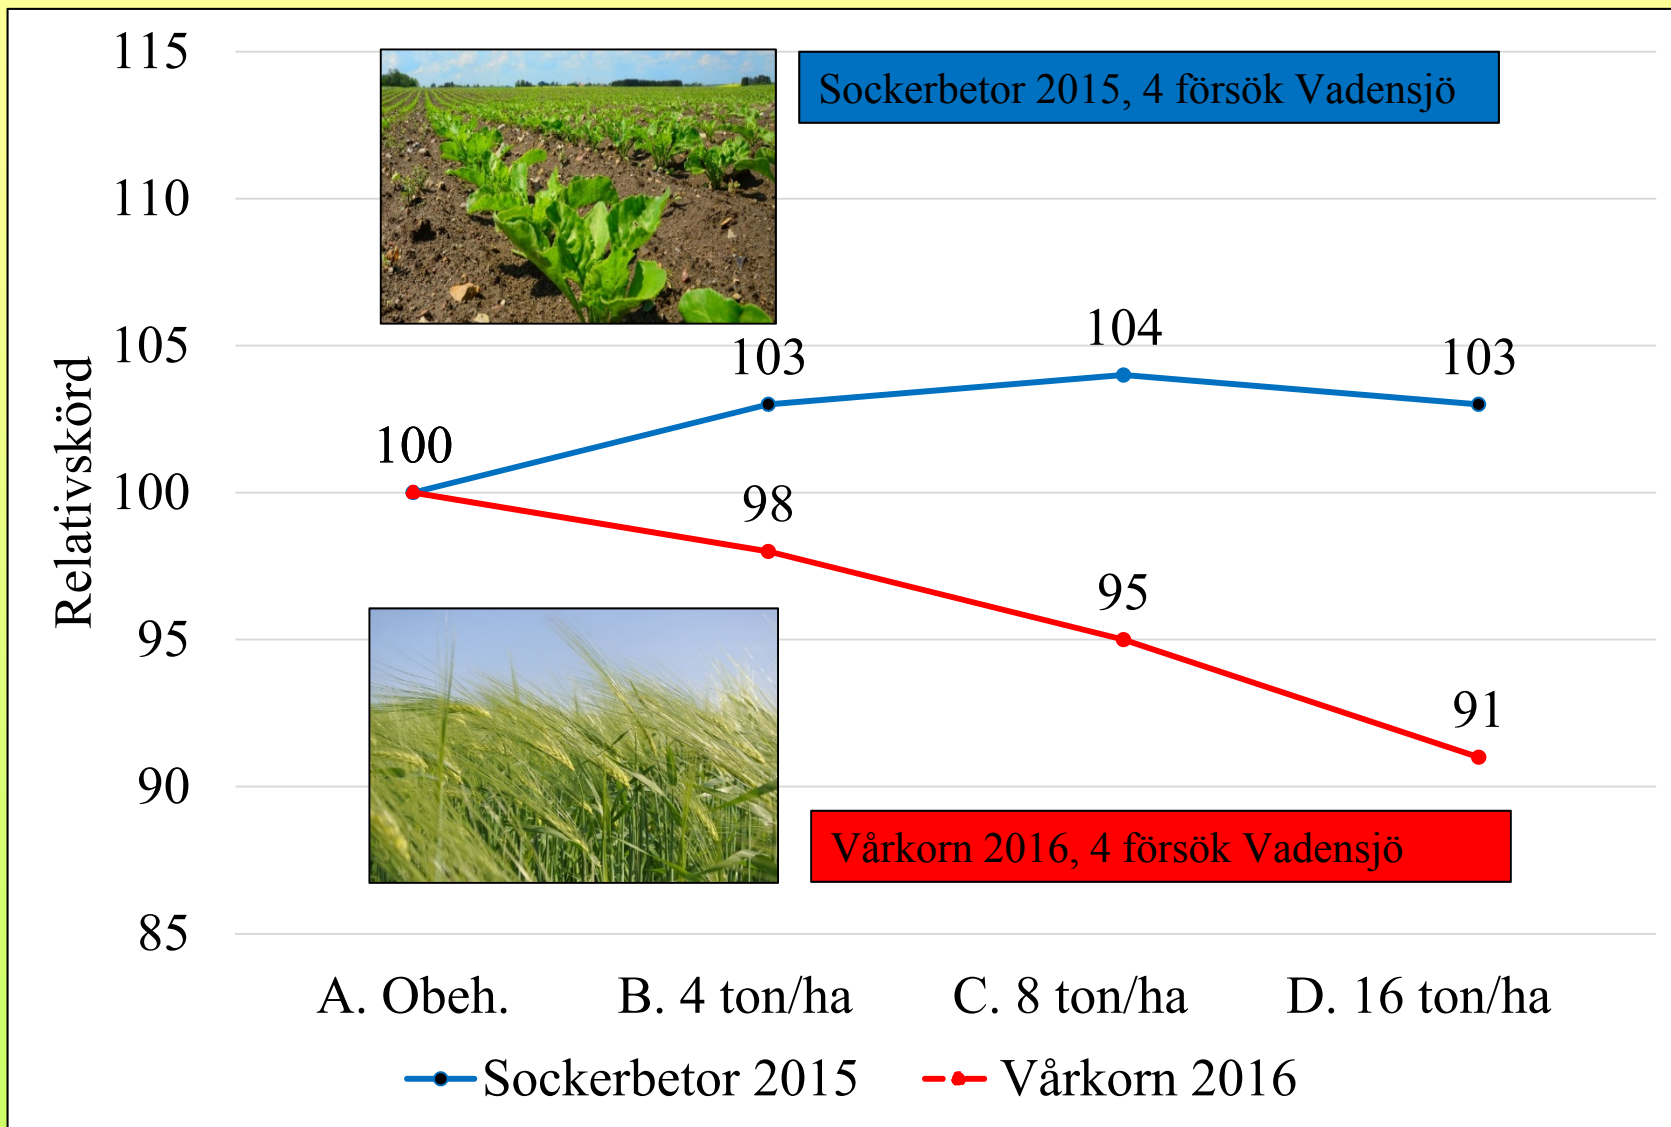 115
Sockerbetor 2015, 4 försök Vadensjö
110
105
103
104
103
100
100
98
95
95
91
90
Vårkorn 2016, 4 försök Vadensjö
85
Relativskörd
A. Obeh.
B. 4 ton/ha
C. 8 ton/ha
D. 16 ton/ha
Sockerbetor 2015
Vårkorn 2016